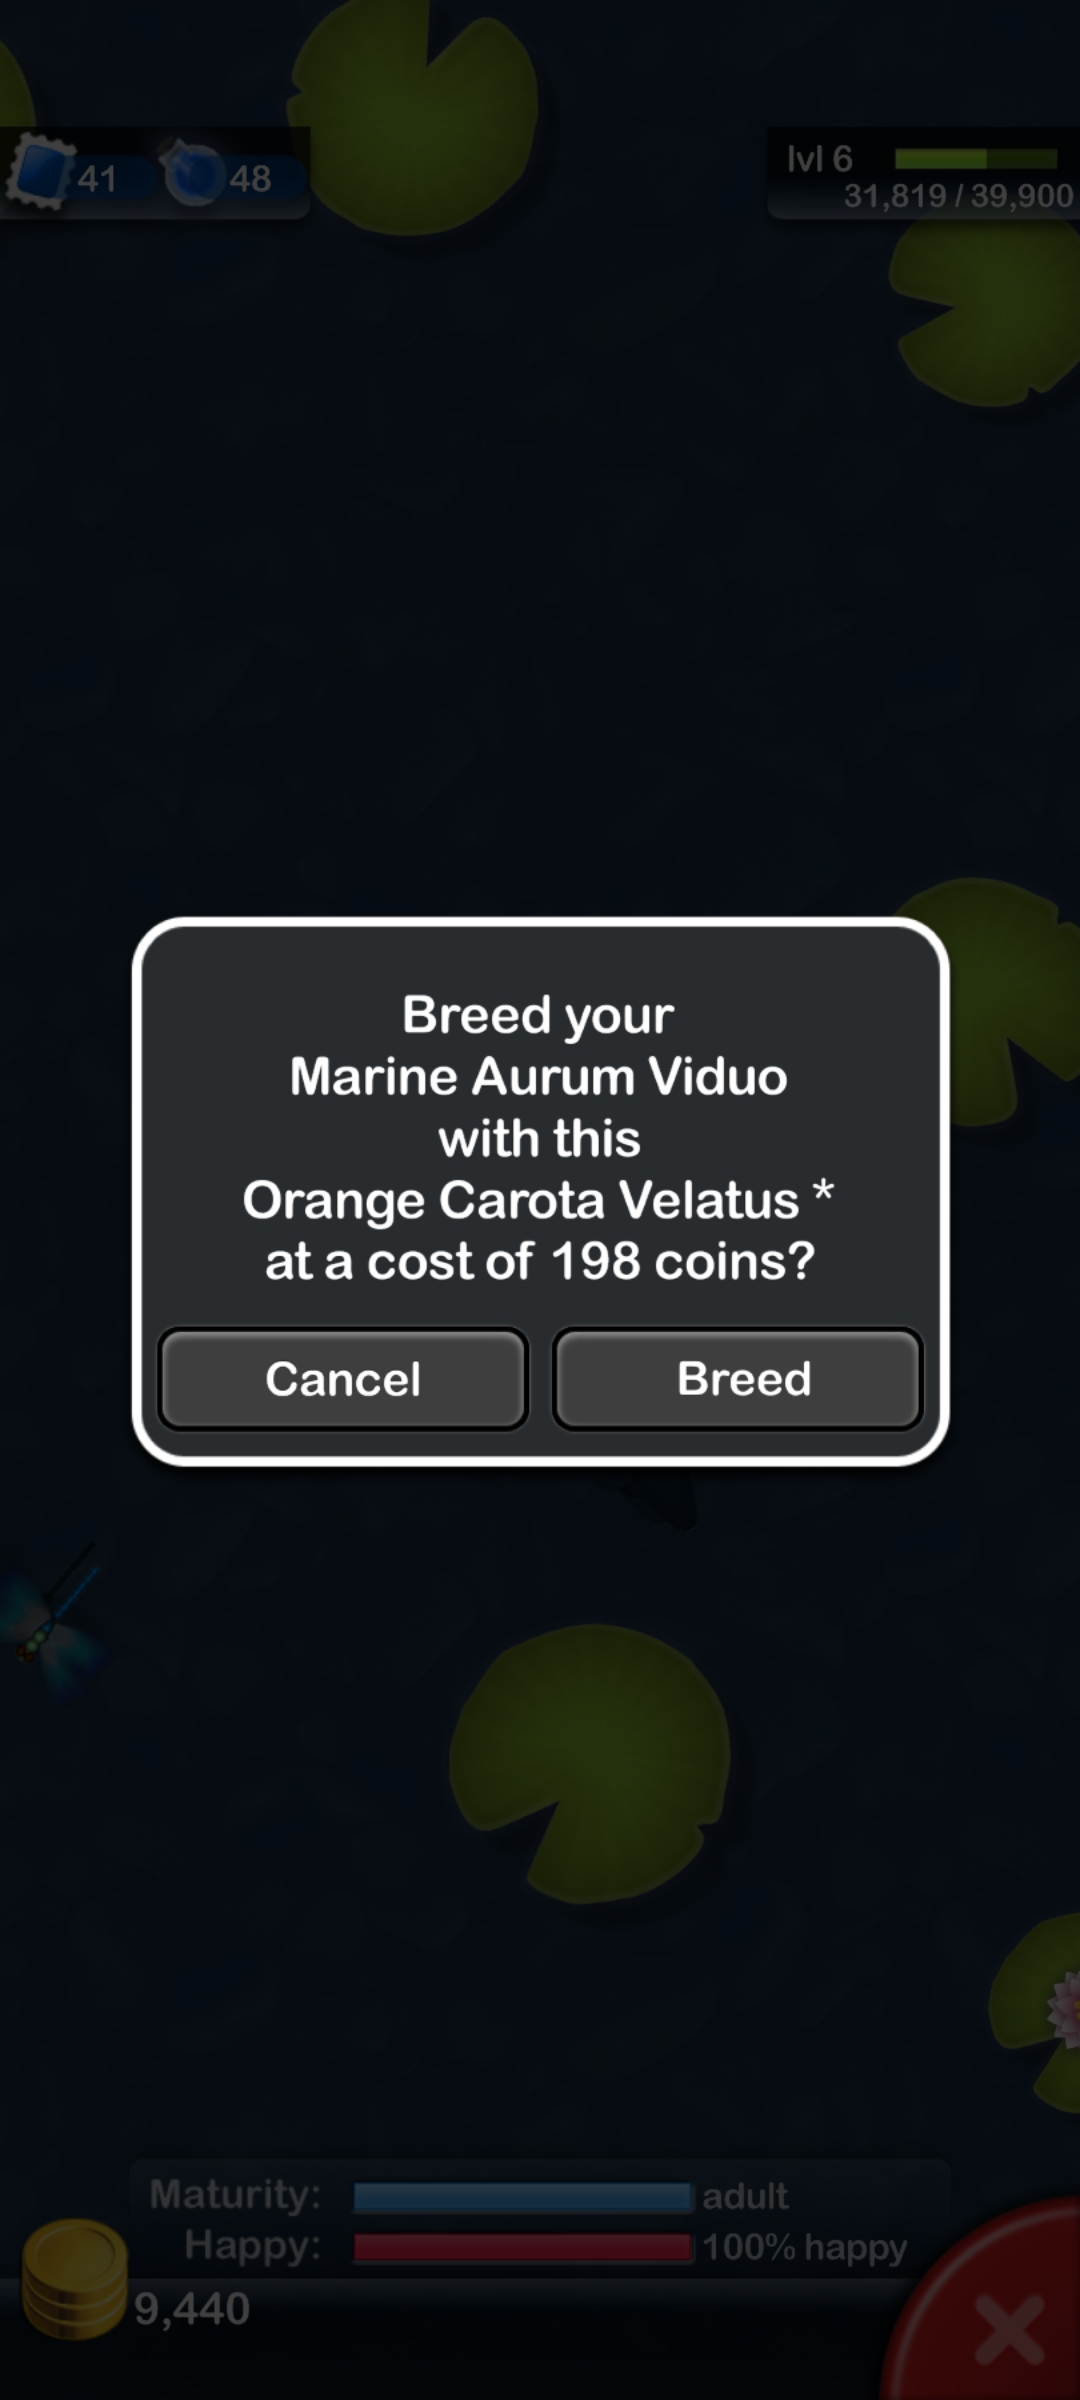 41
48
lvl 6
31,819 / 39,900
Breed your
Marine Aurum Viduo
with this
Orange Carota Velatus *
at a cost of 198 coins?
Cancel
Breed
Maturity:
adult
Happy:
100% happy
9,440